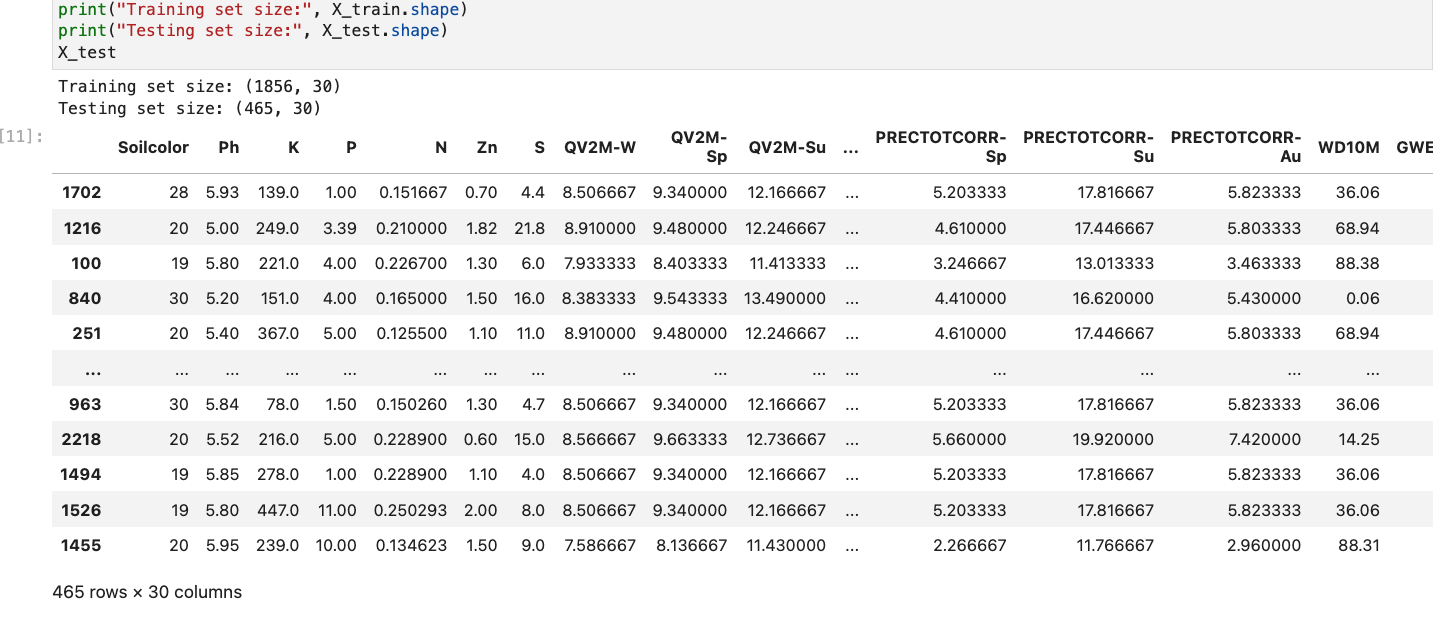 print("Training set size:", X_train.shape)
print("Testing set size:", X_test.shape)
X_test
Training set size: (1856, 30)
Testing set size: (465, 30)
[11]:
Soilcolor Ph K P N Zn S QV2M-W QV2M-Sp QV2M-Su ... PRECTOTCORR-Sp PRECTOTCORR-Su PRECTOTCORR-Au WD10M GWE
1702 28 5.93 139.0 1.00 0.151667 0.70 4.4 8.506667 9.340000 12.166667 ... 5.203333 17.816667 5.823333 36.06
1216 20 5.00 249.0 3.39 0.210000 1.82 21.8 8.910000 9.480000 12.246667 ... 4.610000 17.446667 5.803333 68.94
100 19 5.80 221.0 4.00 0.226700 1.30 6.0 7.933333 8.403333 11.413333 ... 3.246667 13.013333 3.463333 88.38
840 30 5.20 151.0 4.00 0.165000 1.50 16.0 8.383333 9.543333 13.490000 ... 4.410000 16.620000 5.430000 0.06
251 20 5.40 367.0 5.00 0.125500 1.10 11.0 8.910000 9.480000 12.246667 ... 4.610000 17.446667 5.803333 68.94
... ... ... ... ... ... ... ... ... ... ... ... ... ... ... ...
963 30 5.84 78.0 1.50 0.150260 1.30 4.7 8.506667 9.340000 12.166667 ... 5.203333 17.816667 5.823333 36.06
2218 20 5.52 216.0 5.00 0.228900 0.60 15.0 8.566667 9.663333 12.736667 ... 5.660000 19.920000 7.420000 14.25
1494 19 5.85 278.0 1.00 0.228900 1.10 4.0 8.506667 9.340000 12.166667 ... 5.203333 17.816667 5.823333 36.06
1526 19 5.80 447.0 11.00 0.250293 2.00 8.0 8.506667 9.340000 12.166667 ... 5.203333 17.816667 5.823333 36.06
1455 20 5.95 239.0 10.00 0.134623 1.50 9.0 7.586667 8.136667 11.430000 ... 2.266667 11.766667 2.960000 88.31
465 rows × 30 columns